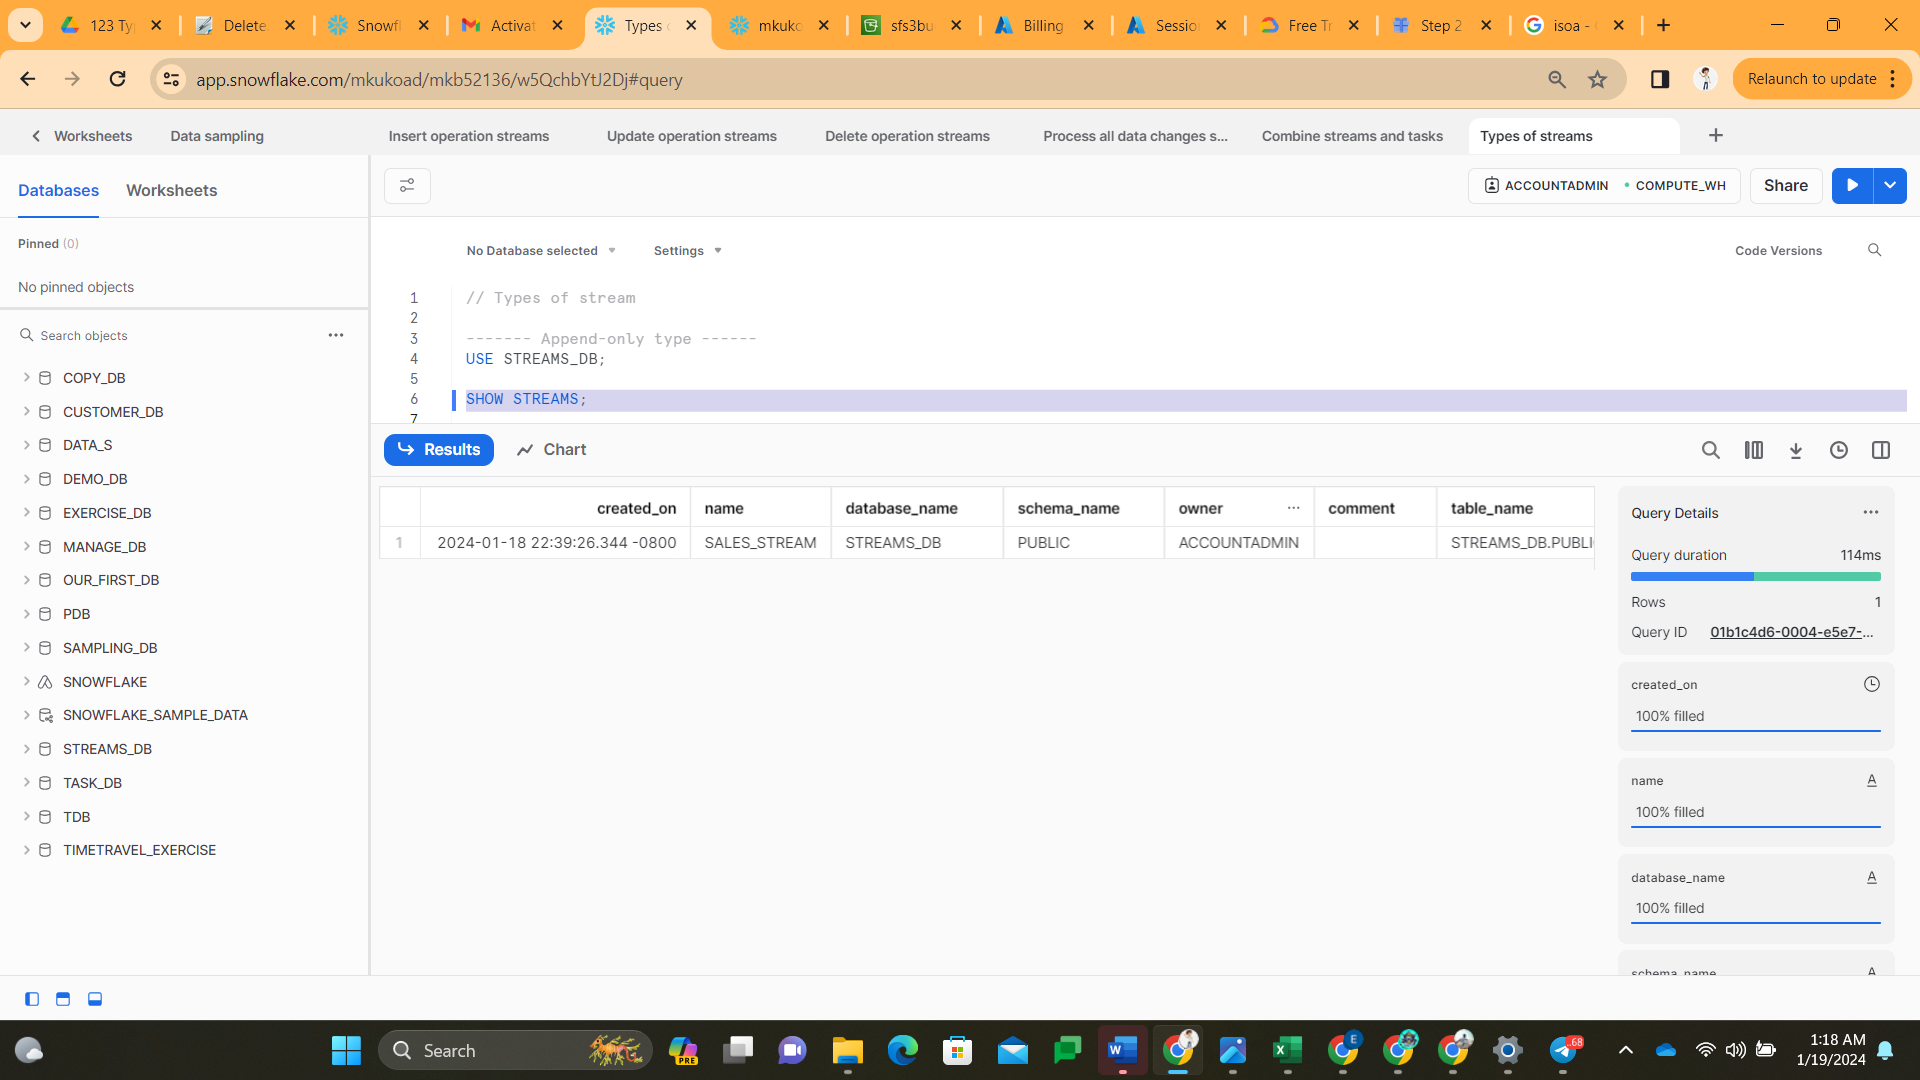 123 Ty
Delete
Snowfl
Activat
Types
mkuko
sfs3bu
Billing
Sessio
Free Tr
Step 2
isoa -
app.snowflake.com/mkukoad/mkb52136/w5QchbYtJ2Dj#query
Relaunch to update
Worksheets
Data sampling
Insert operation streams
Update operation streams
Delete operation streams
Process all data changes s...
Combine streams and tasks
Types of streams
Databases
Worksheets
ACCOUNTADMIN
COMPUTE_WH
Share
Pinned (0)
No pinned objects
No Database selected
Settings
Code Versions
Search objects
COPY_DB
CUSTOMER_DB
DATA_S
DEMO_DB
EXERCISE_DB
MANAGE_DB
OUR_FIRST_DB
PDB
SAMPLING_DB
SNOWFLAKE
SNOWFLAKE_SAMPLE_DATA
STREAMS_DB
TASK_DB
TDB
TIMETRAVEL_EXERCISE
1 // Types of stream
2
3 ------- Append-only type ------
4 USE STREAMS_DB;
5
6 SHOW STREAMS;
7
Results
Chart
created_on name database_name schema_name owner ... comment table_name
1 2024-01-18 22:39:26.344 -0800 SALES_STREAM STREAMS_DB PUBLIC ACCOUNTADMIN STREAMS_DB.PUBLI
Query Details
Query duration 114ms
Rows 1
Query ID 01b1c4d6-0004-e5e7-...
created_on
100% filled
name A
100% filled
database_name A
100% filled
schema_name A
Search
PRE
E
.68
1:18 AM
1/19/2024